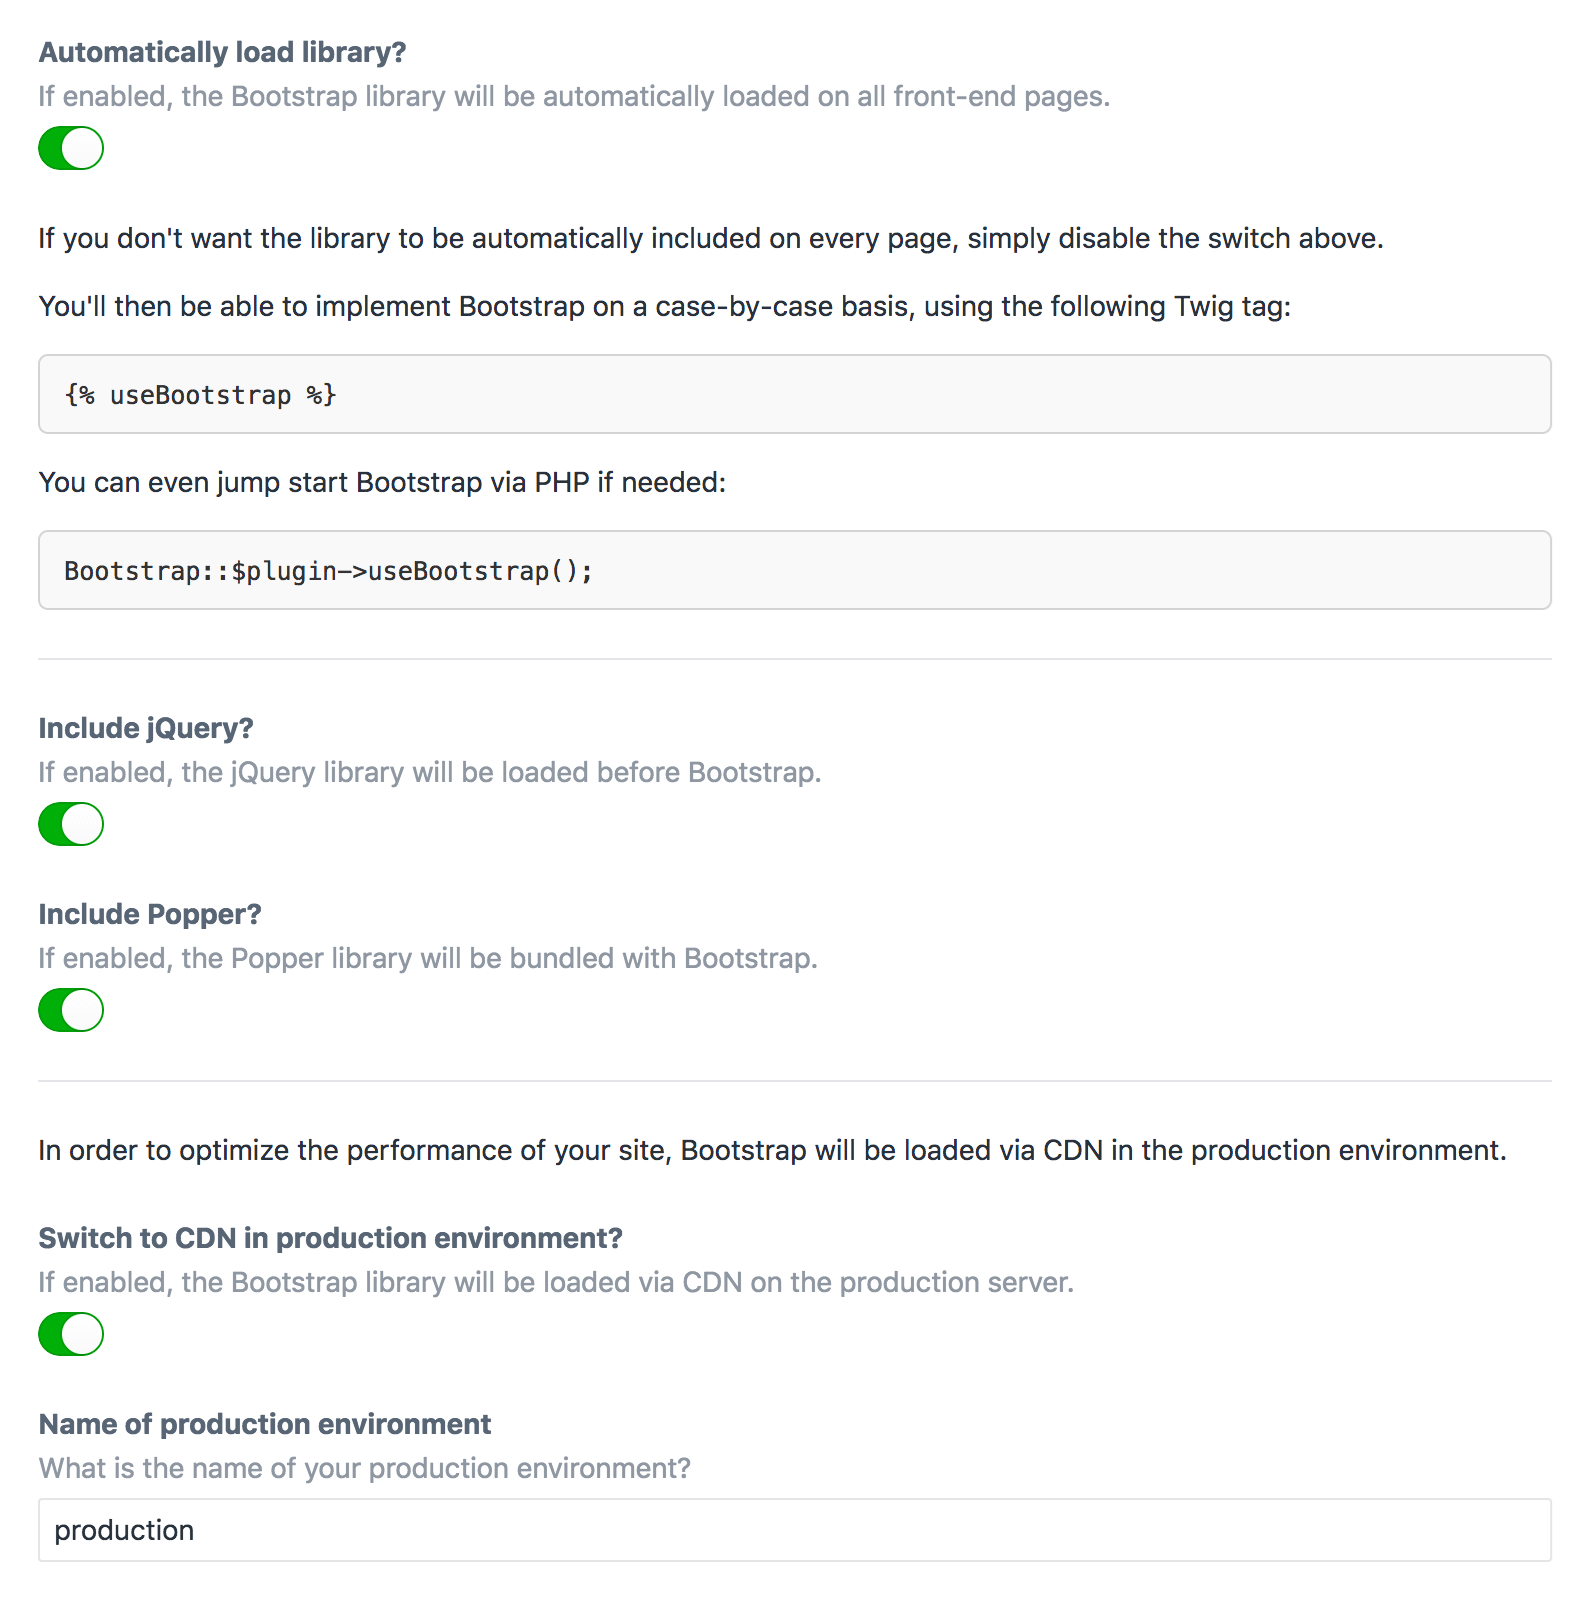 Automatically load library?
If enabled, the Bootstrap library will be automatically loaded on all front-end pages.
If you don't want the library to be automatically included on every page, simply disable the switch above.
You'll then be able to implement Bootstrap on a case-by-case basis, using the following Twig tag:
{% useBootstrap %}
You can even jump start Bootstrap via PHP if needed:
Bootstrap::$plugin->useBootstrap();
Include jQuery?
If enabled, the jQuery library will be loaded before Bootstrap.
Include Popper?
If enabled, the Popper library will be bundled with Bootstrap.
In order to optimize the performance of your site, Bootstrap will be loaded via CDN in the production environment.
Switch to CDN in production environment?
If enabled, the Bootstrap library will be loaded via CDN on the production server.
Name of production environment
What is the name of your production environment?
production